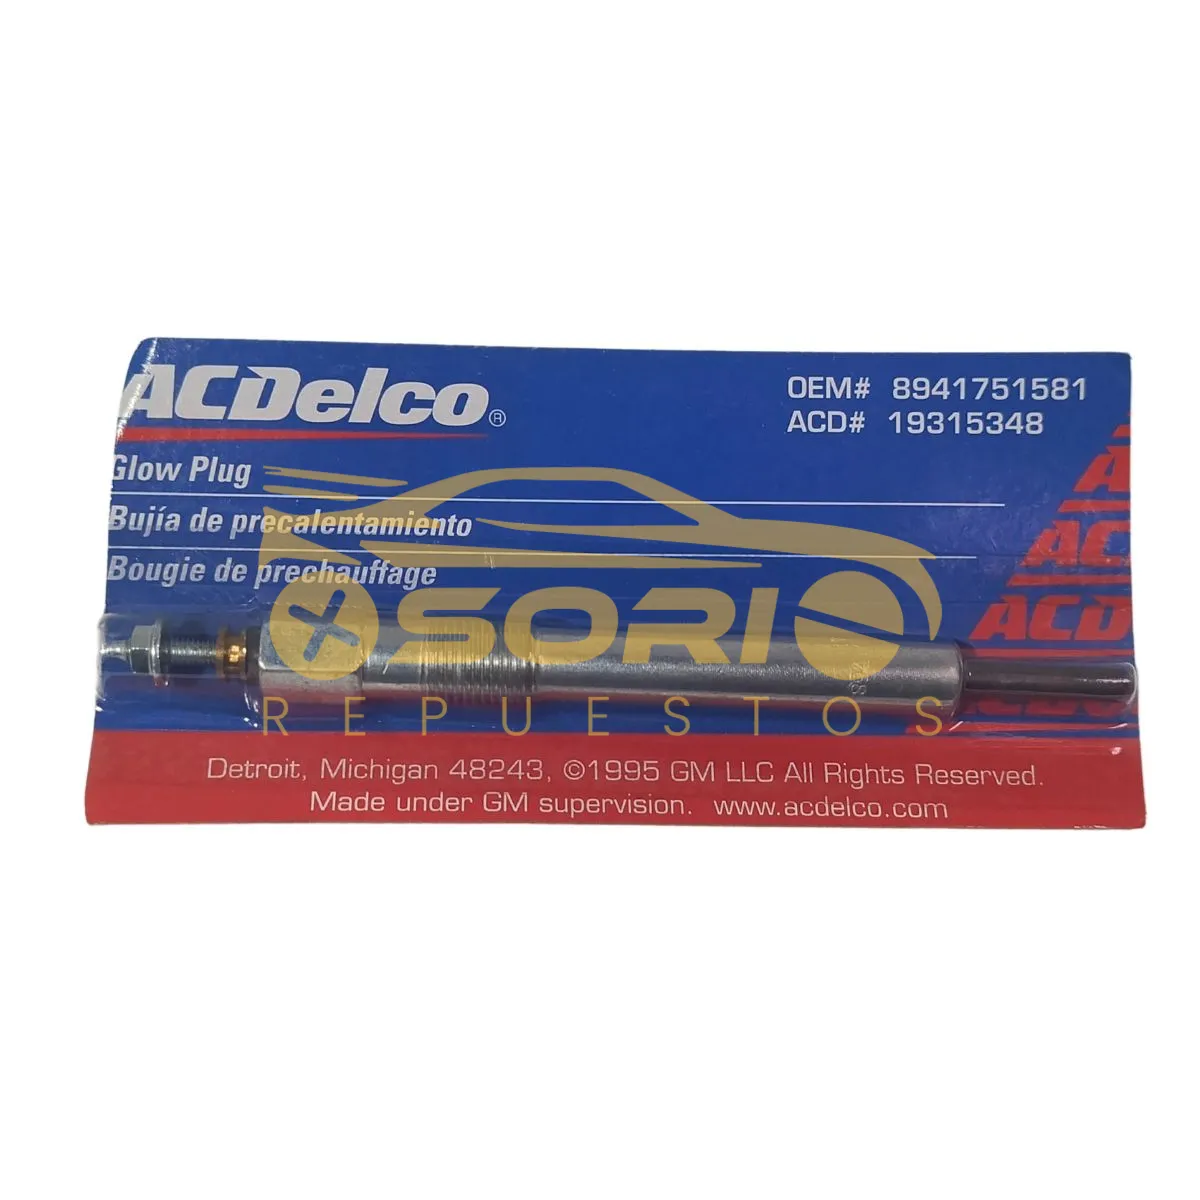 ACDelco®
OEM# 8941751581
ACD# 19315348
Glow Plug
Bujía de precalentamiento
Bougie de prechauffage
OSORIO
REPUESTOS
Detroit, Michigan 48243, ©1995 GM LLC All Rights Reserved.
Made under GM supervision. www.acdelco.com